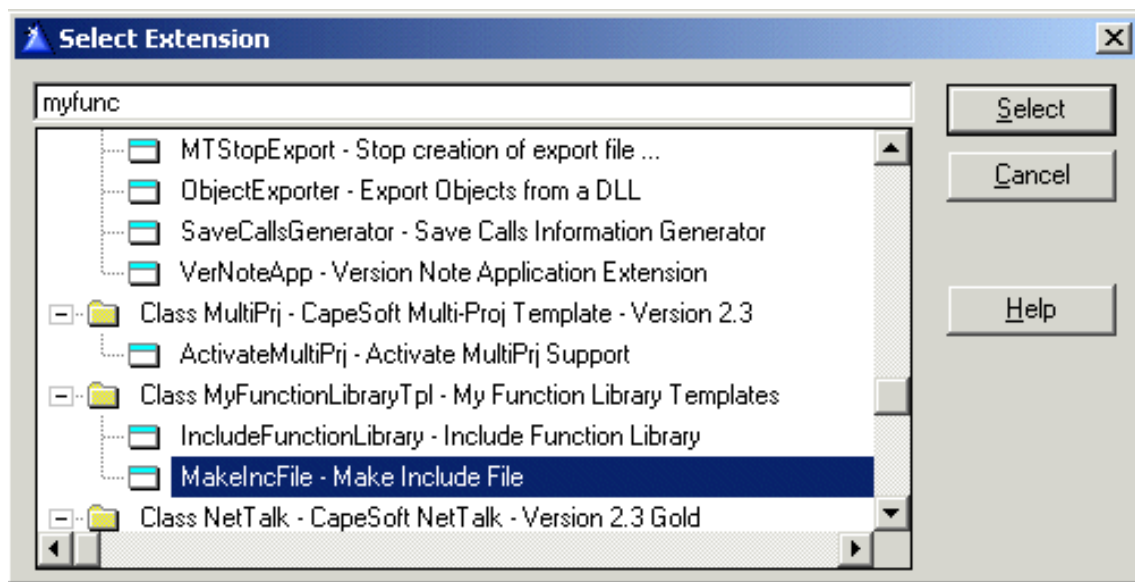 Select Extension
myfunc
Select
MTStopExport - Stop creation of export file ...
Cancel
ObjectExporter - Export Objects from a DLL
SaveCallsGenerator - Save Calls Information Generator
VerNoteApp - Version Note Application Extension
Help
Class MultiPrj - CapeSoft Multi-Proj Template - Version 2.3
ActivateMultiPrj - Activate MultiPrj Support
Class MyFunctionLibraryTpl - My Function Library Templates
IncludeFunctionLibrary - Include Function Library
MakeIncFile - Make Include File
Class NetTalk - CapeSoft NetTalk - Version 2.3 Gold